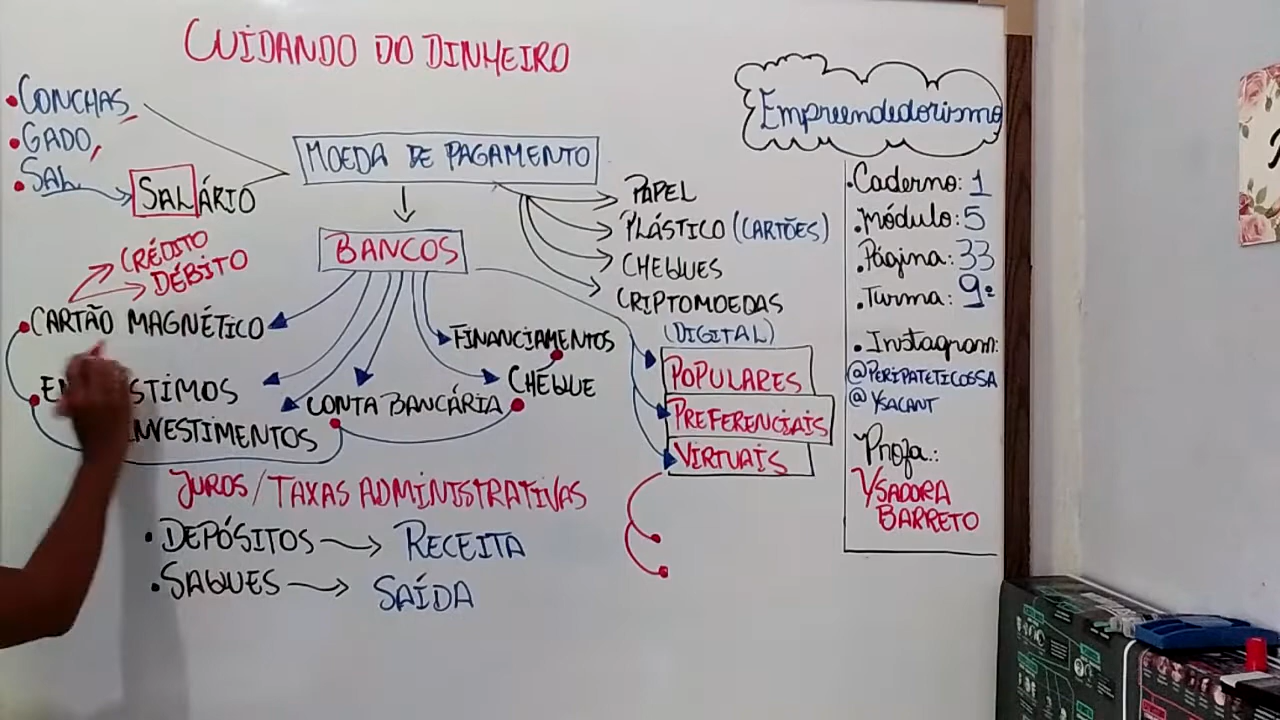 CUIDANDO DO DINHEIRO
• CONCHAS,
• GADO,
• SAL
SALÁRIO
MOEDA DE PAGAMENTO
PAPEL
PLÁSTICO (CARTÕES)
CHEQUES
CRIPTOMOEDAS
(DIGITAL)
BANCOS
CRÉDITO
DÉBITO
CARTÃO MAGNÉTICO
STIMOS
INVESTIMENTOS
CONTA BANCÁRIA
CHEQUE
FINANCIAMENTOS
POPULARES
PREFERENCIAIS
VIRTUAIS
JUROS / TAXAS ADMINISTRATIVAS
• DEPÓSITOS → RECEITA
• SAQUES → SAÍDA
Empreendedorismo
• Caderno: 1
• Módulo: 5
• Página: 33
• Turma: 9º
• Instagram:
@PERIPATETICOSSA
@YSACANT
Profa.:
YSADORA
BARRETO